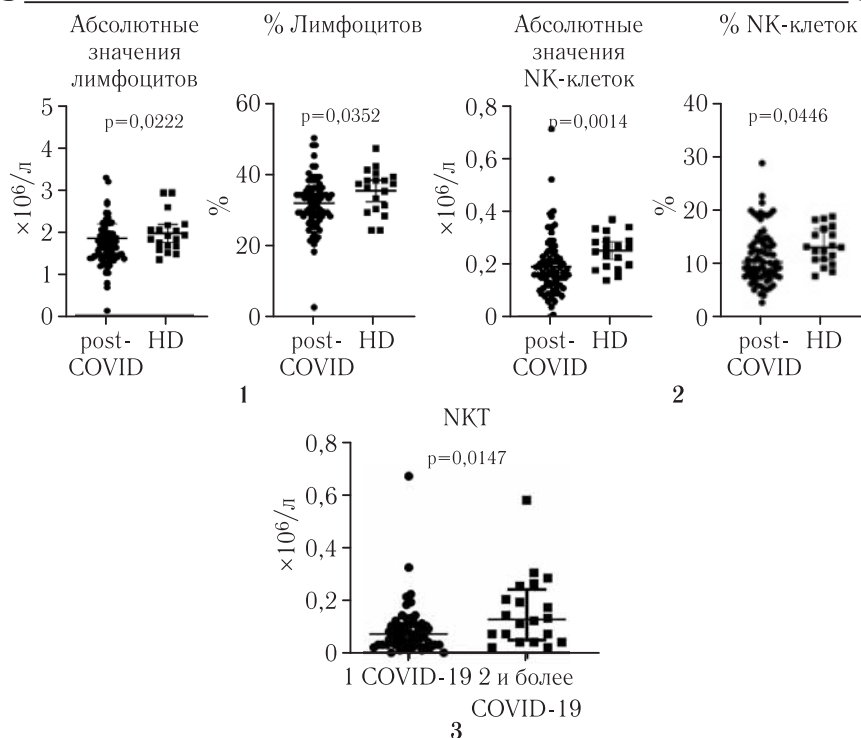 Абсолютные
значения
лимфоцитов
% Лимфоцитов
Абсолютные
значения
NK-клеток
% NK-клеток
5
4
3
2
1
0
×10⁶/л
p=0,0222
post-
COVID
HD
60
40
20
0
%
p=0,0352
post-
COVID
HD
1
0,8
0,6
0,4
0,2
0
×10⁶/л
p=0,0014
post-
COVID
HD
40
30
20
10
0
%
p=0,0446
post-
COVID
HD
2
NKT
0,8
0,6
0,4
0,2
0
×10⁶/л
p=0,0147
1 COVID-19
2 и более
COVID-19
3